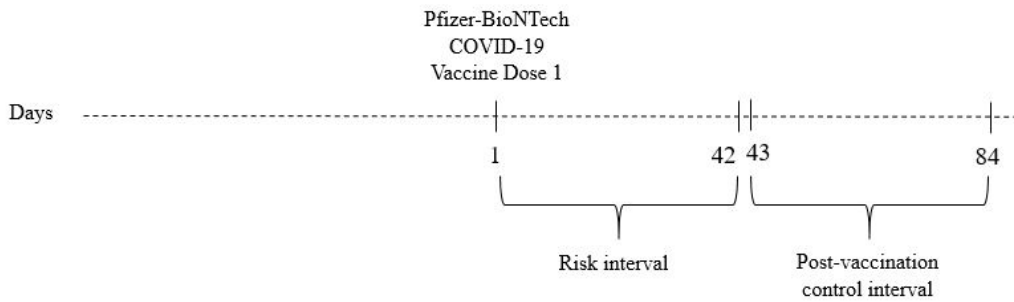 Pfizer-BioNTech
COVID-19
Vaccine Dose 1
Days
1
42
43
84
Risk interval
Post-vaccination
control interval